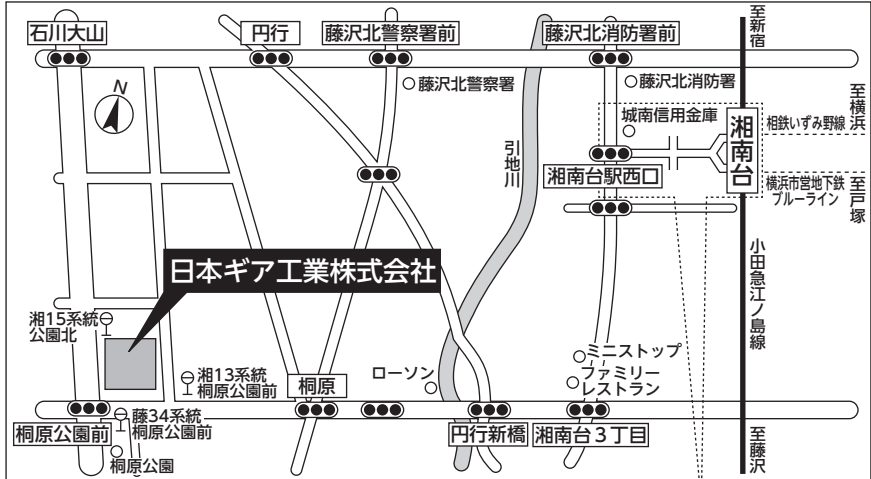 石川大山
円行
藤沢北警察署前
藤沢北消防署前
至新宿
N
藤沢北警察署
藤沢北消防署
至横浜
城南信用金庫
相鉄いずみ野線
湘南台
引地川
湘南台駅西口
横浜市営地下鉄
ブルーライン
至戸塚
日本ギア工業株式会社
小田急江ノ島線
湘15系統
公園北
湘13系統
桐原公園前
桐原
ローソン
ミニストップ
ファミリー
レストラン
桐原公園前
藤34系統
桐原公園前
円行新橋
湘南台3丁目
至藤沢
桐原公園